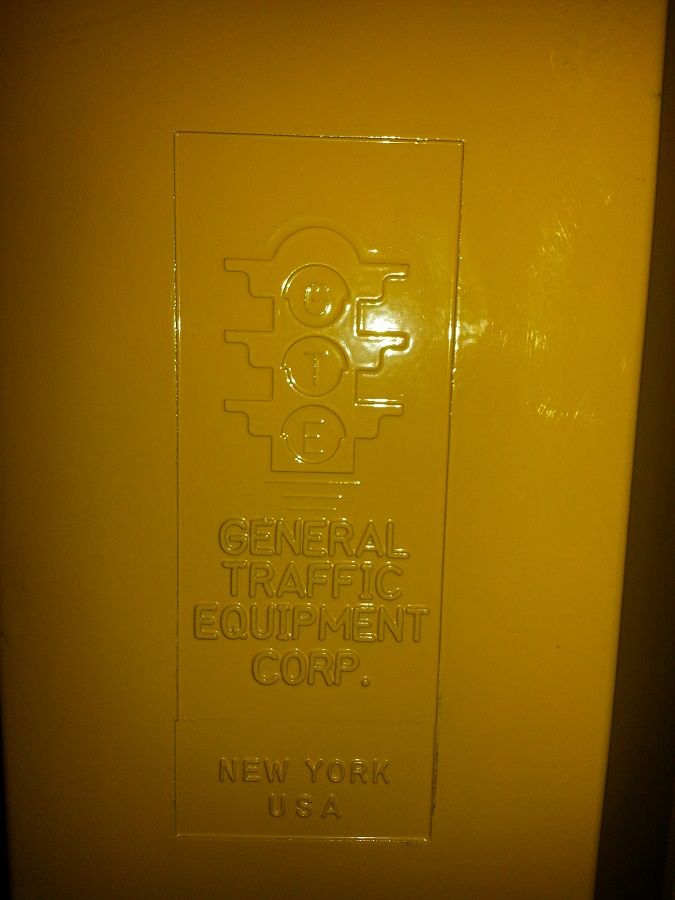 G
T
E
GENERAL
TRAFFIC
EQUIPMENT
CORP.
NEW YORK
USA